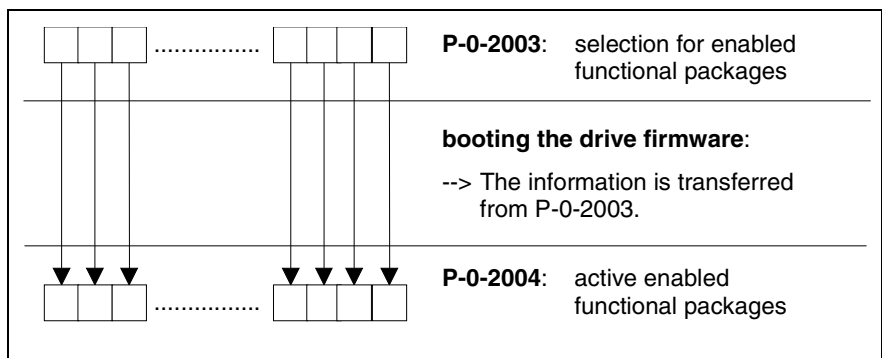 ................ P-0-2003: selection for enabled
functional packages
booting the drive firmware:
--> The information is transferred
from P-0-2003.
................ P-0-2004: active enabled
functional packages